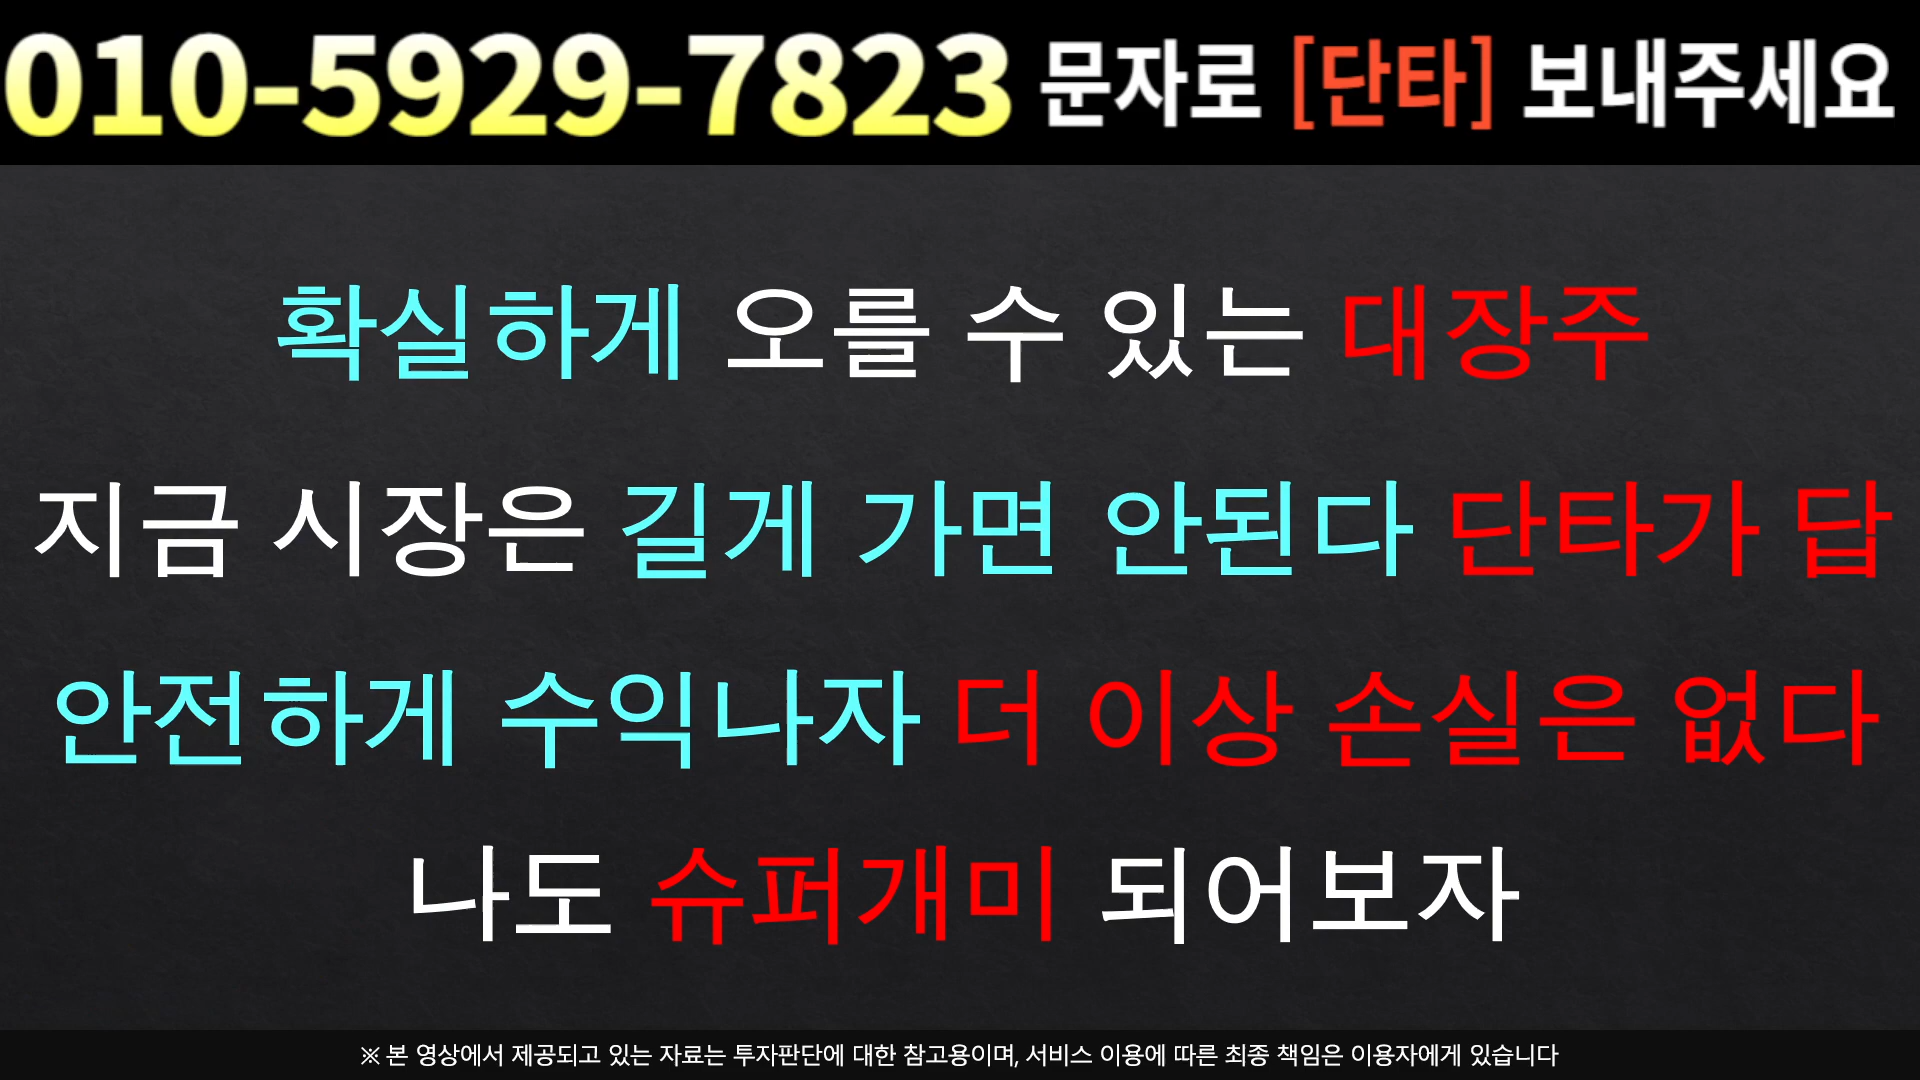 010-5929-7823 문자로 [단타] 보내주세요
확실하게 오를 수 있는 대장주
지금 시장은 길게 가면 안된다 단타가 답
안전하게 수익나자 더 이상 손실은 없다
나도 슈퍼개미 되어보자
※ 본 영상에서 제공되고 있는 자료는 투자판단에 대한 참고용이며, 서비스 이용에 따른 최종 책임은 이용자에게 있습니다